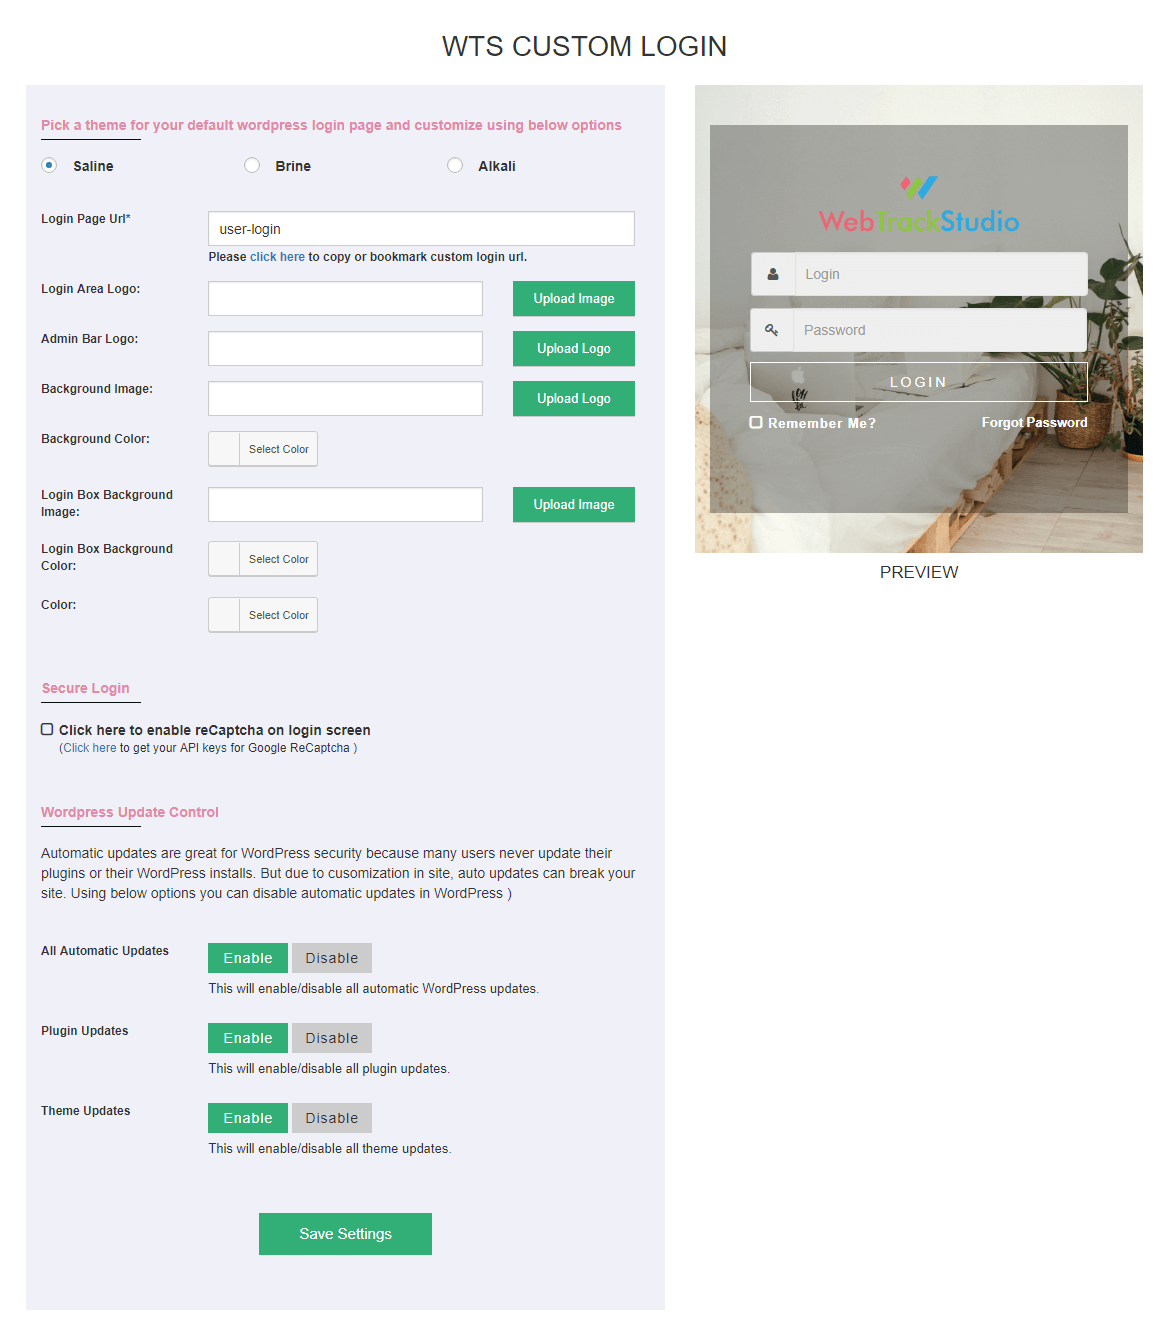 WTS CUSTOM LOGIN
Pick a theme for your default wordpress login page and customize using below options
Saline
Brine
Alkali
Login Page Url*
user-login
Please click here to copy or bookmark custom login url.
Login Area Logo:
Upload Image
Admin Bar Logo:
Upload Logo
Background Image:
Upload Logo
Background Color:
Select Color
Login Box Background
Image:
Upload Image
Login Box Background
Color:
Select Color
Color:
Select Color
Secure Login
Click here to enable reCaptcha on login screen
(Click here to get your API keys for Google ReCaptcha )
Wordpress Update Control
Automatic updates are great for WordPress security because many users never update their
plugins or their WordPress installs. But due to cusomization in site, auto updates can break your
site. Using below options you can disable automatic updates in WordPress )
All Automatic Updates
Enable Disable
This will enable/disable all automatic WordPress updates.
Plugin Updates
Enable Disable
This will enable/disable all plugin updates.
Theme Updates
Enable Disable
This will enable/disable all theme updates.
Save Settings
WebTrackStudio
Login
Password
LOGIN
Remember Me?
Forgot Password
PREVIEW